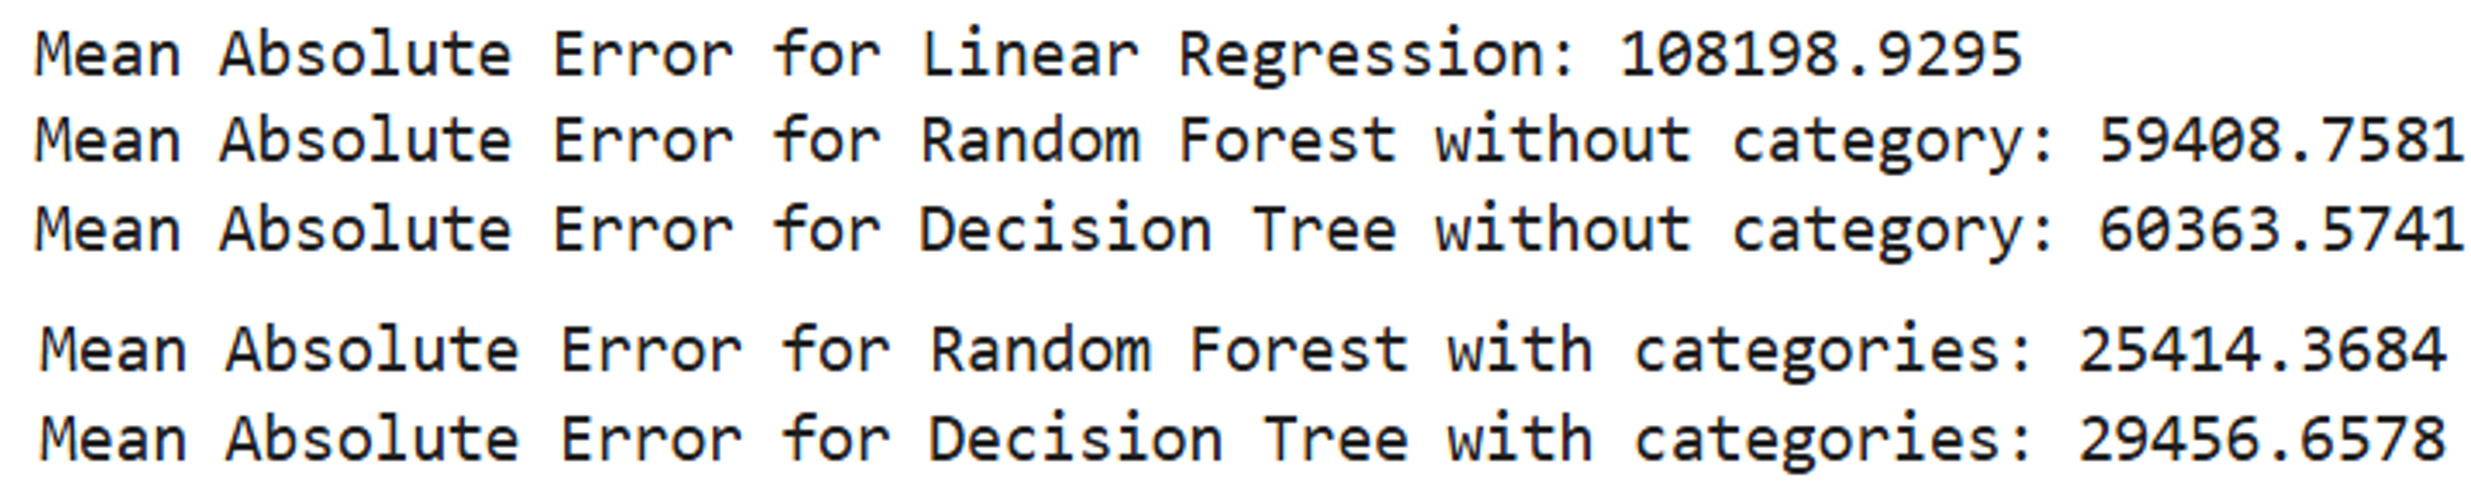 Mean Absolute Error for Linear Regression: 108198.9295
Mean Absolute Error for Random Forest without category: 59408.7581
Mean Absolute Error for Decision Tree without category: 60363.5741
Mean Absolute Error for Random Forest with categories: 25414.3684
Mean Absolute Error for Decision Tree with categories: 29456.6578